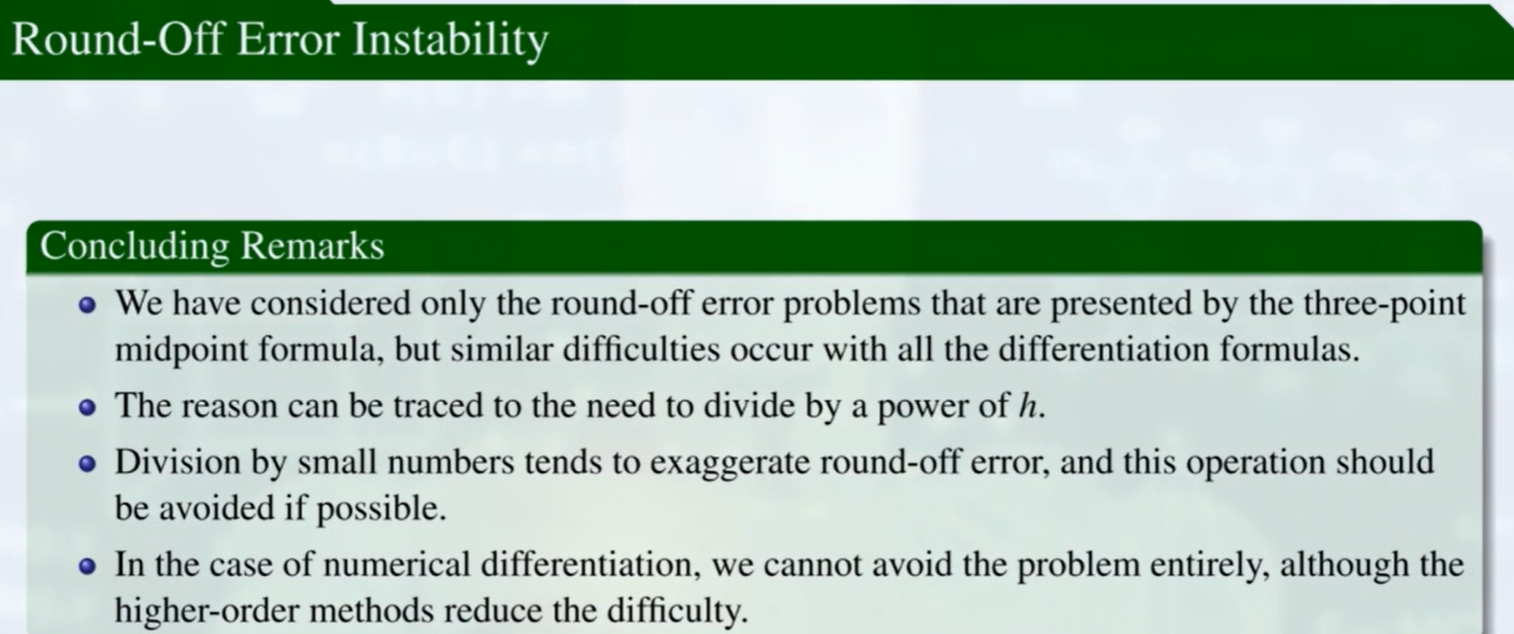 Round-Off Error Instability
Concluding Remarks
We have considered only the round-off error problems that are presented by the three-point
midpoint formula, but similar difficulties occur with all the differentiation formulas.
The reason can be traced to the need to divide by a power of h.
Division by small numbers tends to exaggerate round-off error, and this operation should
be avoided if possible.
In the case of numerical differentiation, we cannot avoid the problem entirely, although the
higher-order methods reduce the difficulty.